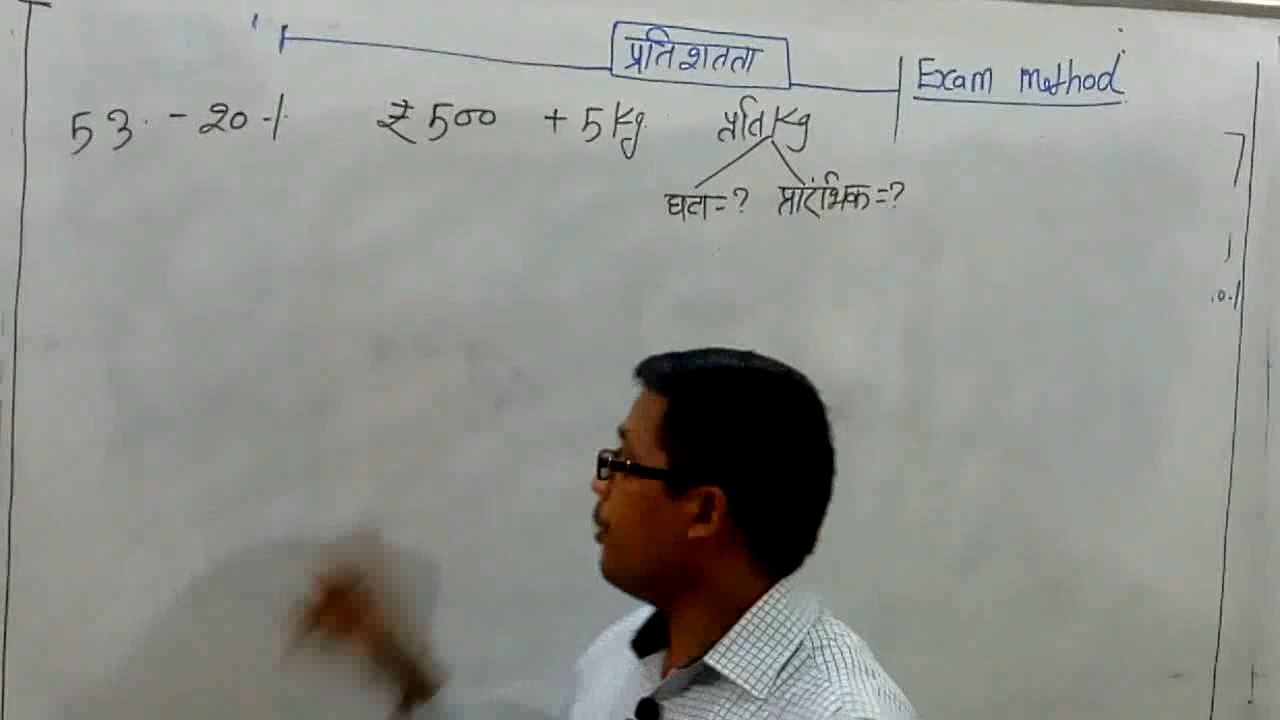 प्रतिशतता
Exam method
53. - 20% ₹500 + 5Kg. प्रति Kg
घटा = ? प्रारंभिक = ?